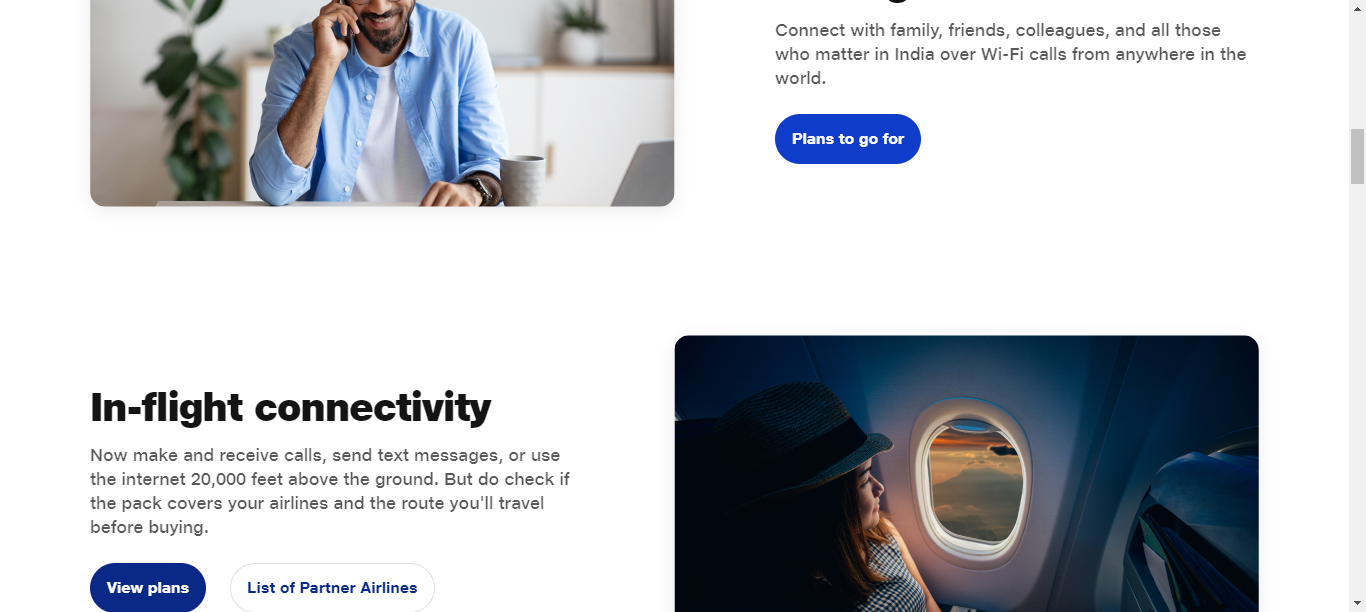 Connect with family, friends, colleagues, and all those
who matter in India over Wi-Fi calls from anywhere in the
world.
Plans to go for
In-flight connectivity
Now make and receive calls, send text messages, or use
the internet 20,000 feet above the ground. But do check if
the pack covers your airlines and the route you'll travel
before buying.
View plans
List of Partner Airlines